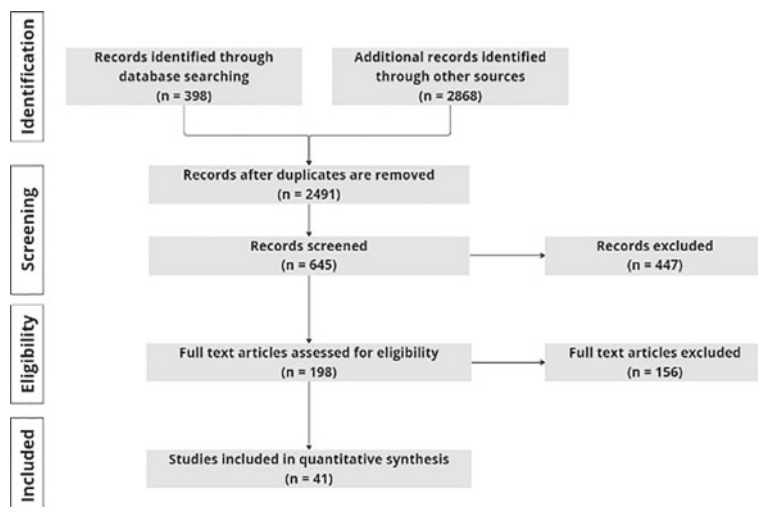 Identification
Records identified through
database searching
(n = 398)
Additional records identified
through other sources
(n = 2868)
Screening
Records after duplicates are removed
(n = 2491)
Records screened
(n = 645)
Records excluded
(n = 447)
Eligibility
Full text articles assessed for eligibility
(n = 198)
Full text articles excluded
(n = 156)
Included
Studies included in quantitative synthesis
(n = 41)